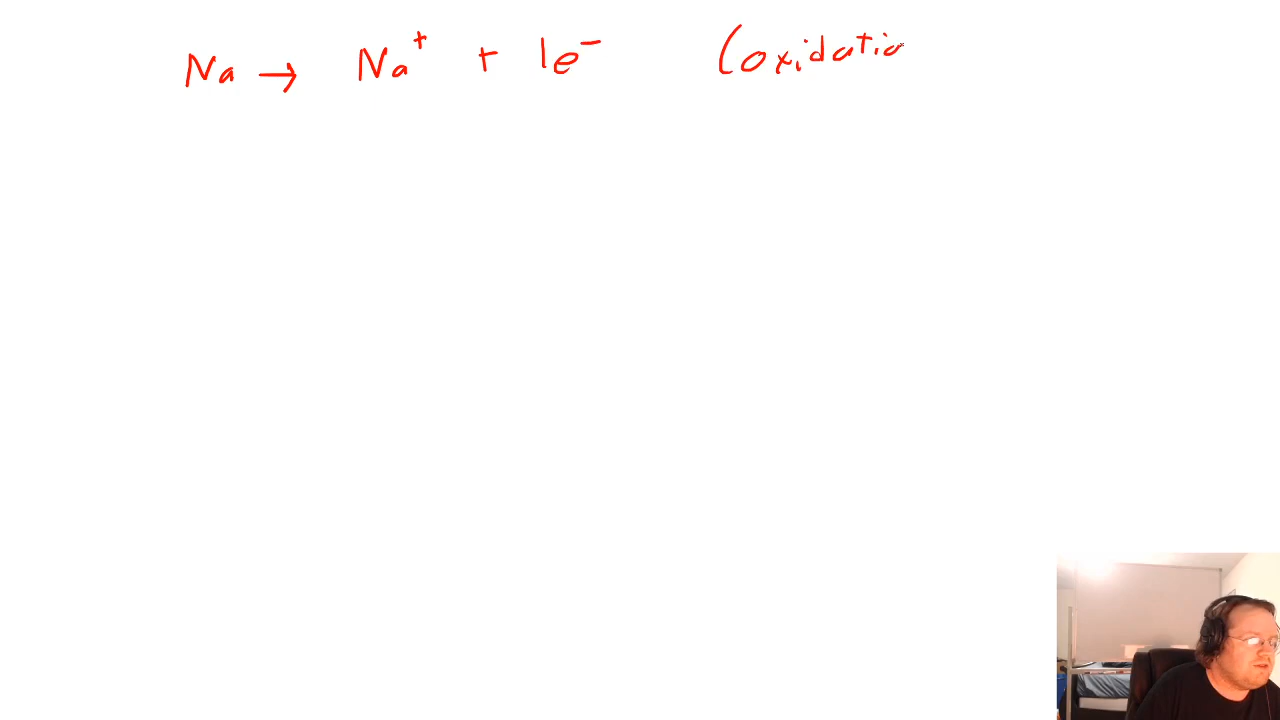 Na → Na⁺ + 1e⁻ (oxidatio